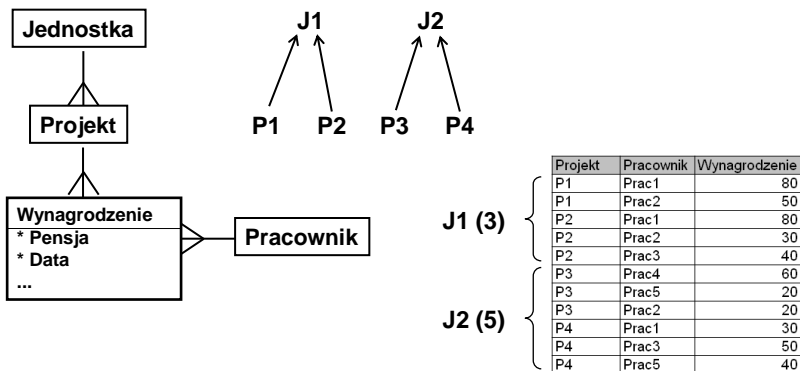 Jednostka
J1 J2
Projekt
P1 P2 P3 P4
Wynagrodzenie
* Pensja
* Data
...
Pracownik
J1 (3)
J2 (5)
Projekt Pracownik Wynagrodzenie
P1 Prac1 80
P1 Prac2 50
P2 Prac1 80
P2 Prac2 30
P2 Prac3 40
P3 Prac4 60
P3 Prac5 20
P3 Prac2 20
P4 Prac1 30
P4 Prac3 50
P4 Prac5 40